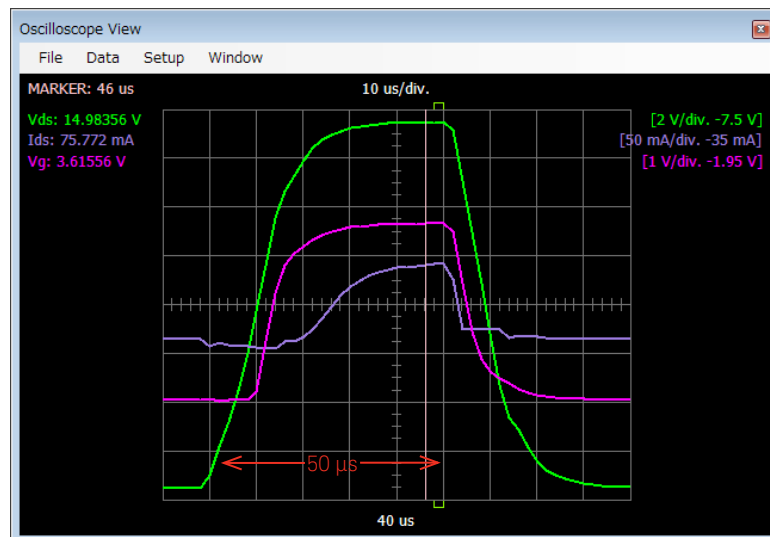 Oscilloscope View
File Data Setup Window
MARKER: 46 us 10 us/div.
Vds: 14.98356 V [2 V/div. -7.5 V]
Ids: 75.772 mA [50 mA/div. -35 mA]
Vg: 3.61556 V [1 V/div. -1.95 V]
50 µs
40 us